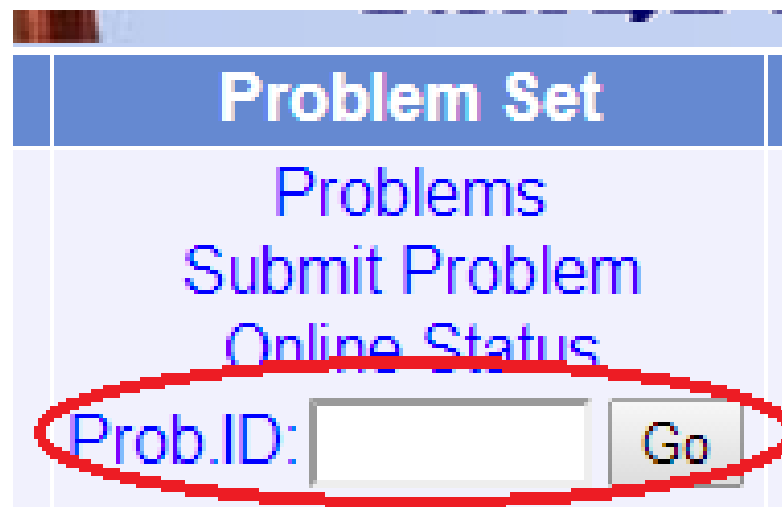 Problem Set
Problems
Submit Problem
Online Status
Prob.ID: Go